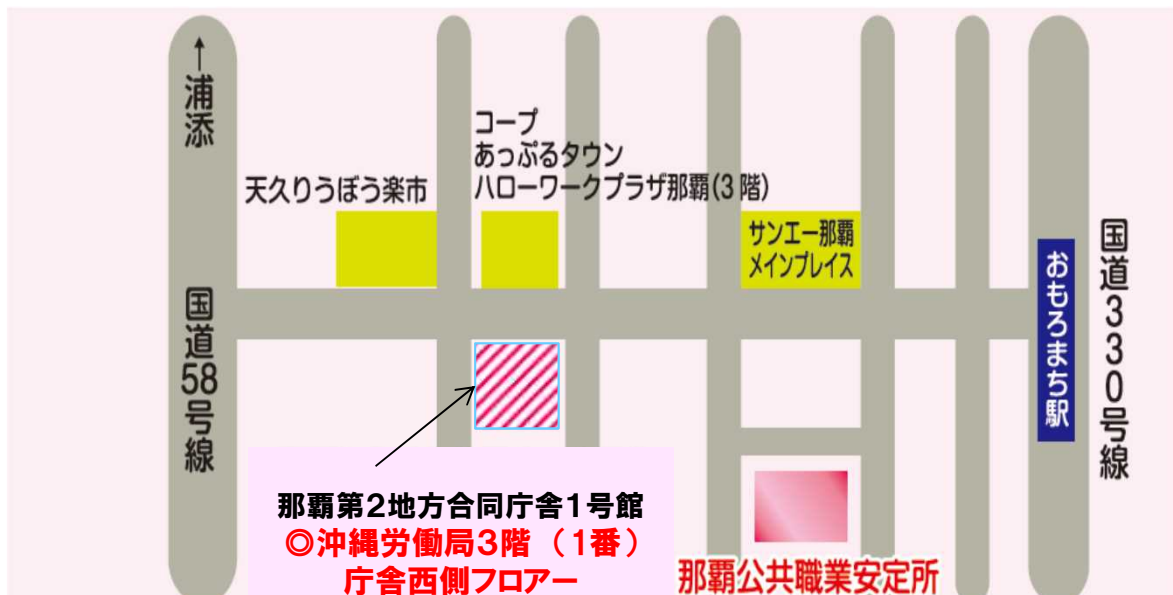 ↑浦添
国道58号線
天久りうぼう楽市
コープ
あっぷるタウン
ハローワークプラザ那覇(3階)
サンエー那覇
メインプレイス
おもろまち駅
国道330号線
那覇第2地方合同庁舎1号館
◎沖縄労働局3階（1番）
庁舎西側フロアー
那覇公共職業安定所